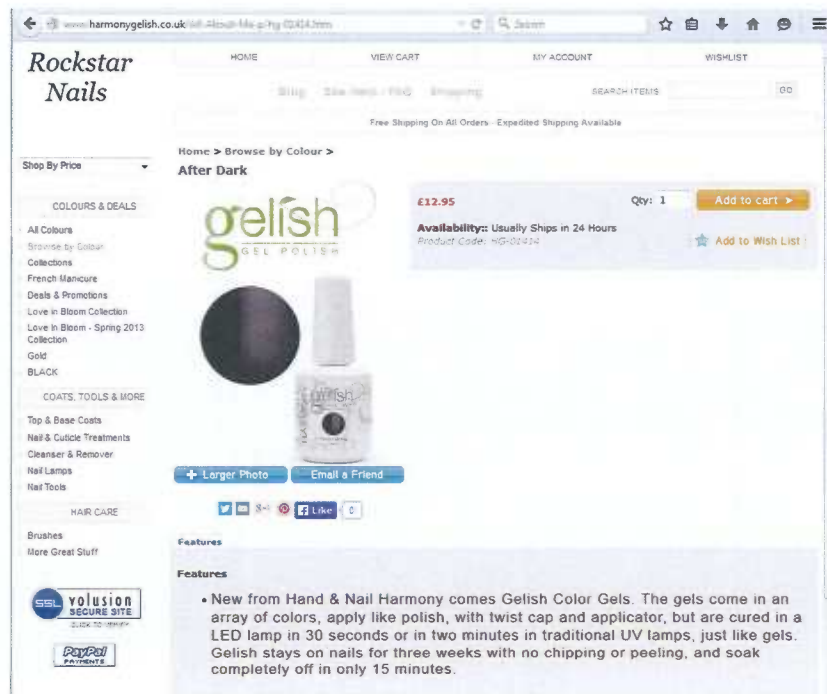 www.harmonygelish.co.uk
Search
Rockstar
Nails
HOME
VIEW CART
MY ACCOUNT
WISHLIST
Blog
Shipping
SEARCH ITEMS
GO
Free Shipping On All Orders - Expedited Shipping Available
Home > Browse by Colour >
After Dark
Shop By Price
COLOURS & DEALS
All Colours
Browse by Colour
Collections
French Manicure
Deals & Promotions
Love in Bloom Collection
Love in Bloom - Spring 2013
Collection
Gold
BLACK
COATS, TOOLS & MORE
Top & Base Coats
Nail & Cuticle Treatments
Cleanser & Remover
Nail Lamps
Nail Tools
HAIR CARE
Brushes
More Great Stuff
SSL volusion
SECURE SITE
CLICK TO VERIFY
PayPal
PAYMENTS
gelish
GEL POLISH
gelish
£12.95
Qty: 1
Add to cart >
Availability:: Usually Ships in 24 Hours
Product Code: HG-01414
Add to Wish List
+ Larger Photo
Email a Friend
Like
0
Features
Features
• New from Hand & Nail Harmony comes Gelish Color Gels. The gels come in an
array of colors, apply like polish, with twist cap and applicator, but are cured in a
LED lamp in 30 seconds or in two minutes in traditional UV lamps, just like gels.
Gelish stays on nails for three weeks with no chipping or peeling, and soak
completely off in only 15 minutes.